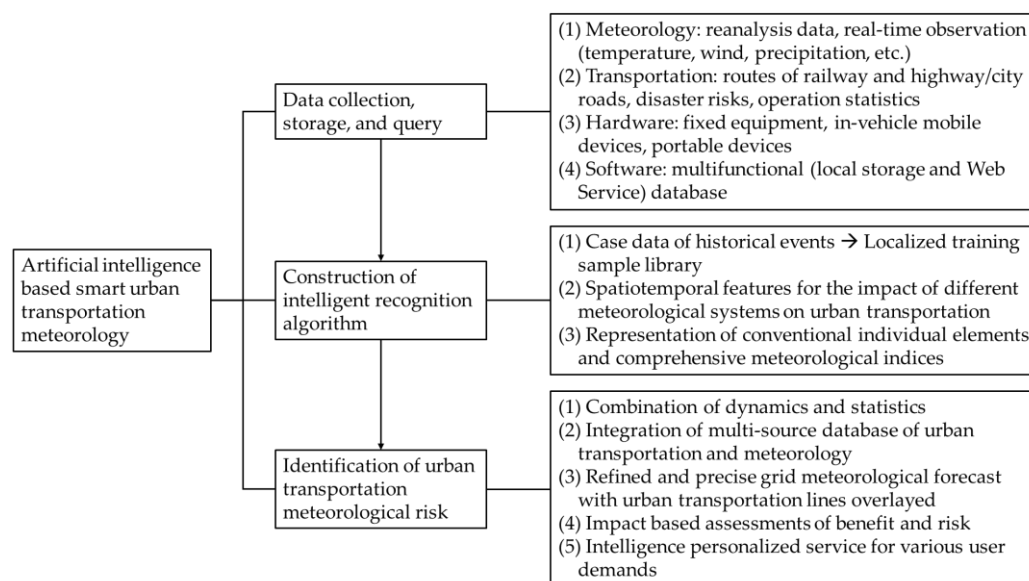 Artificial intelligence
based smart urban
transportation
meteorology
Data collection,
storage, and query
(1) Meteorology: reanalysis data, real-time observation
(temperature, wind, precipitation, etc.)
(2) Transportation: routes of railway and highway/city
roads, disaster risks, operation statistics
(3) Hardware: fixed equipment, in-vehicle mobile
devices, portable devices
(4) Software: multifunctional (local storage and Web
Service) database
Construction of
intelligent recognition
algorithm
(1) Case data of historical events → Localized training
sample library
(2) Spatiotemporal features for the impact of different
meteorological systems on urban transportation
(3) Representation of conventional individual elements
and comprehensive meteorological indices
Identification of urban
transportation
meteorological risk
(1) Combination of dynamics and statistics
(2) Integration of multi-source database of urban
transportation and meteorology
(3) Refined and precise grid meteorological forecast
with urban transportation lines overlayed
(4) Impact based assessments of benefit and risk
(5) Intelligence personalized service for various user
demands